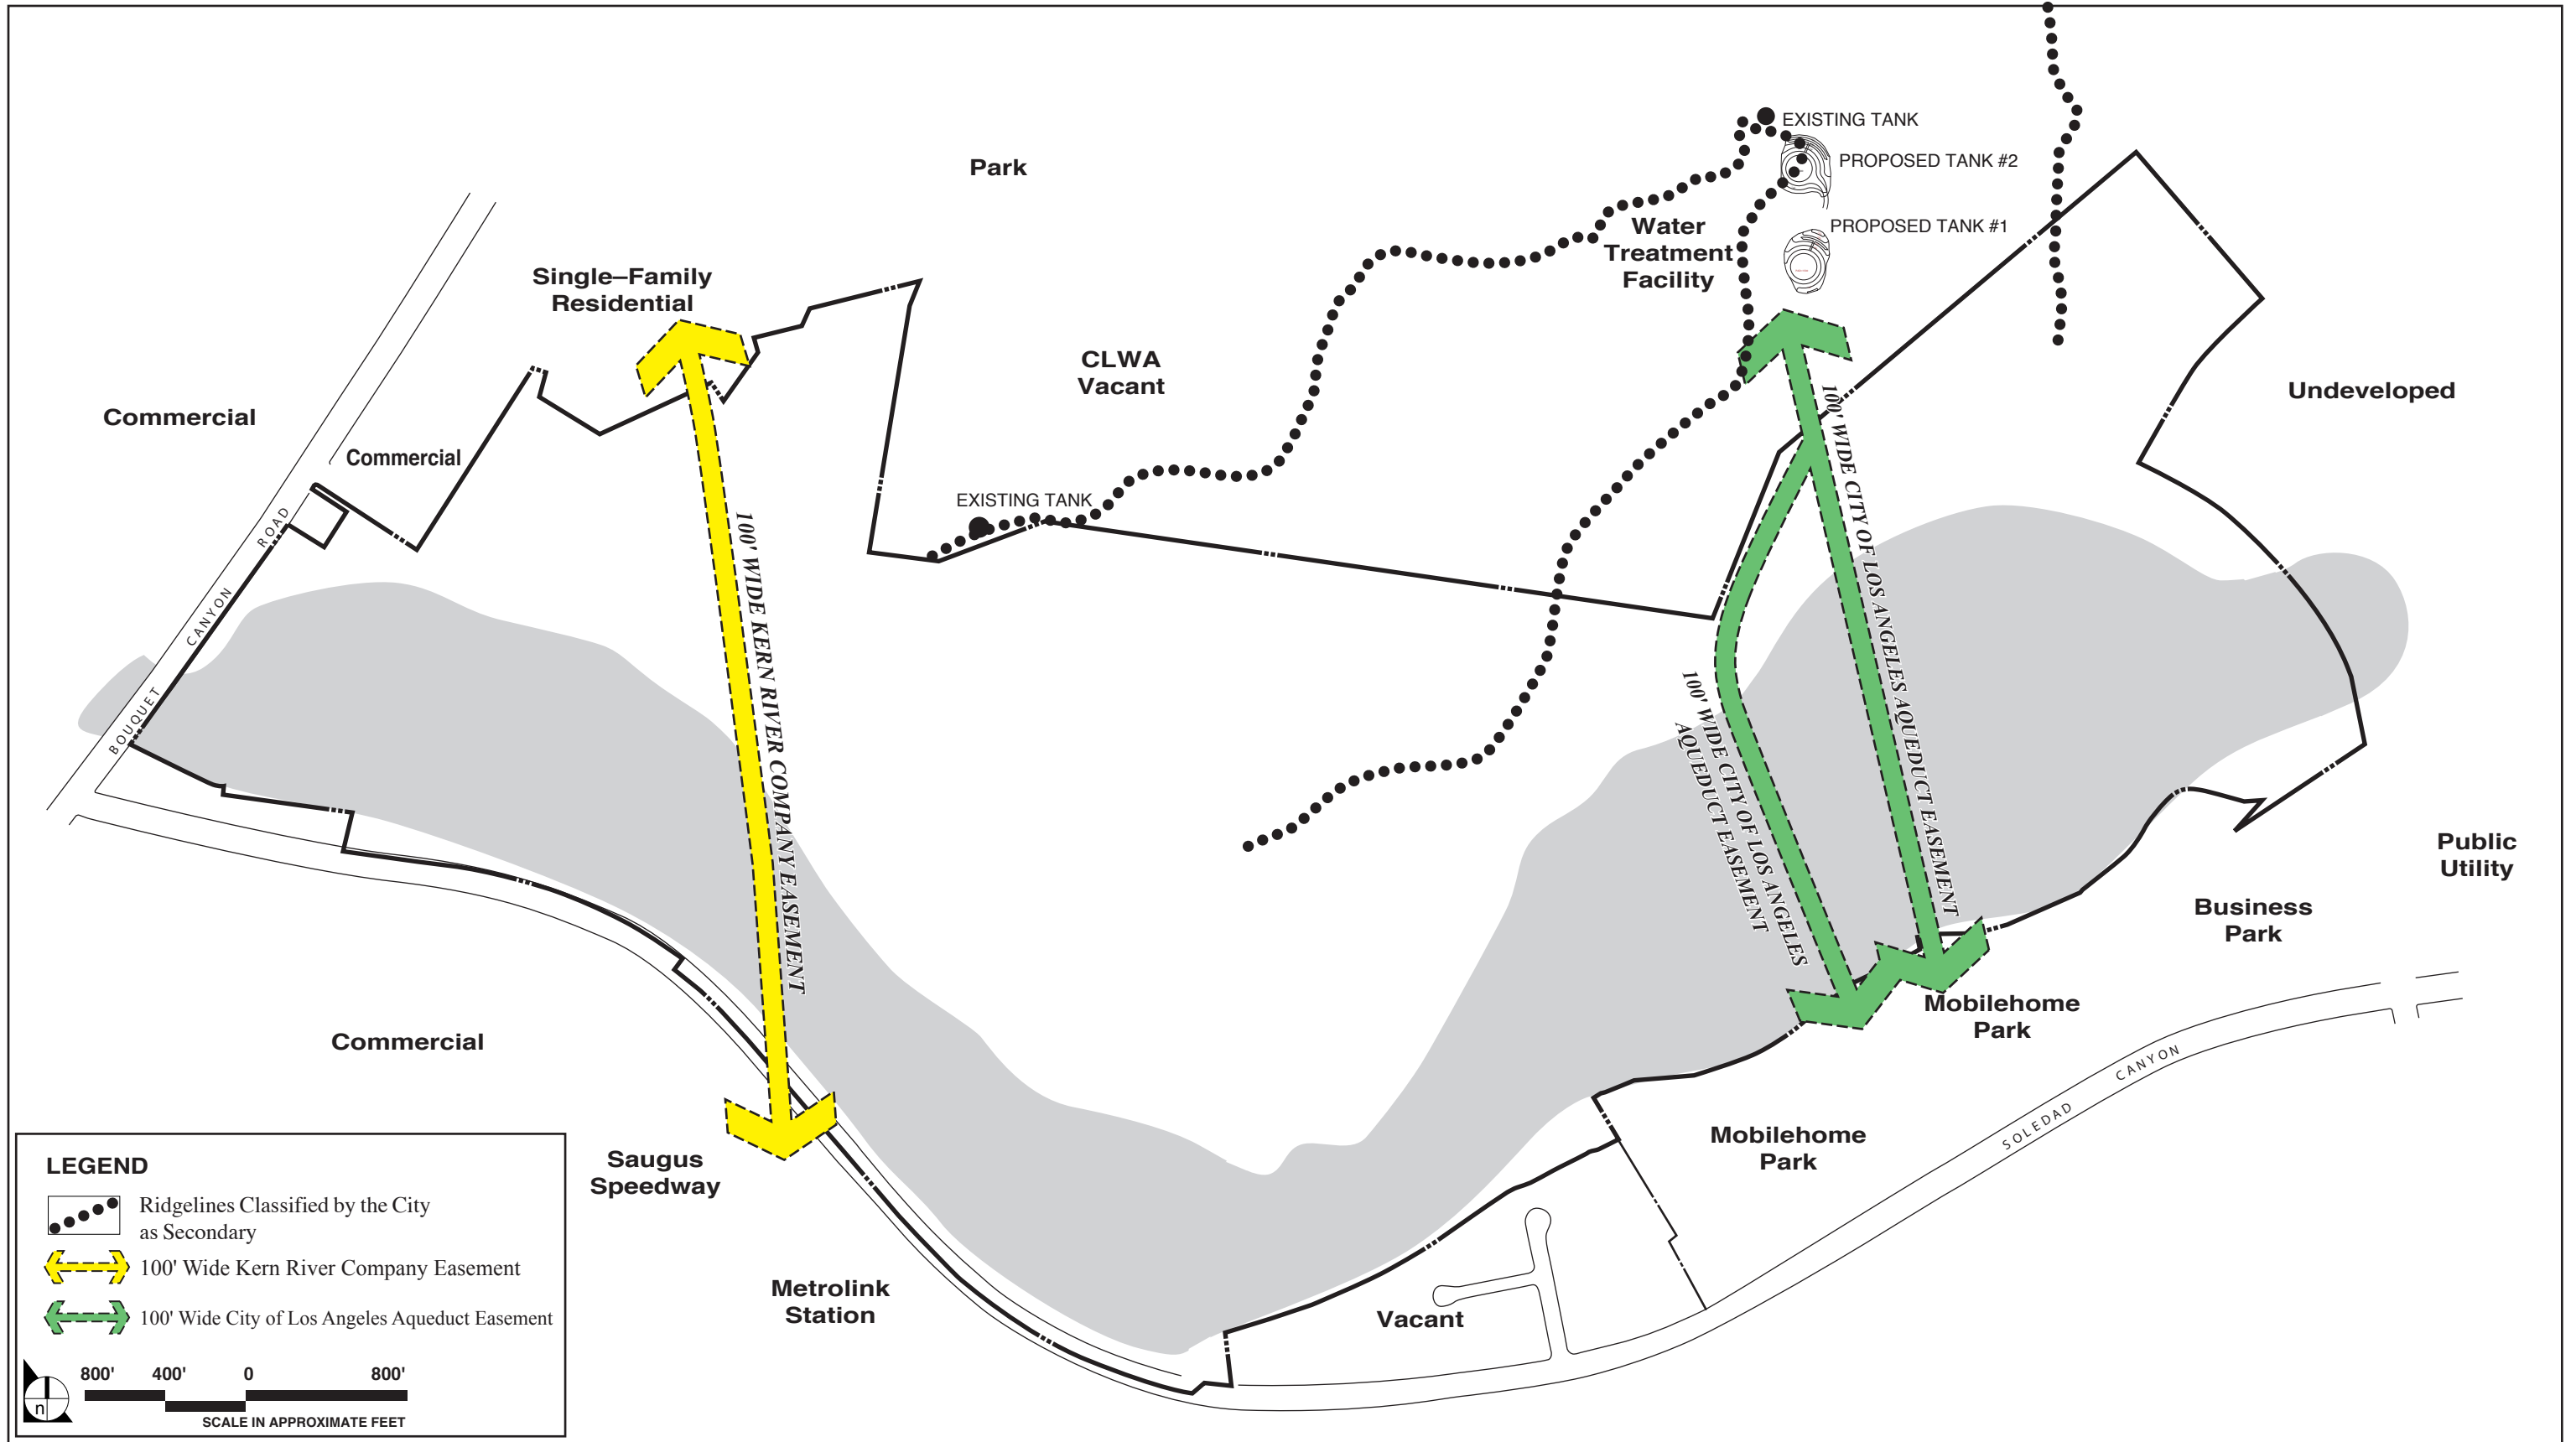 EXISTING TANK
PROPOSED TANK #2
Park
PROPOSED TANK #1
Water
Treatment
Facility
Single–Family
Residential
CLWA
Vacant
Undeveloped
Commercial
Commercial
EXISTING TANK
BOUQUET CANYON ROAD
100' WIDE KERN RIVER COMPANY EASEMENT
100' WIDE CITY OF LOS ANGELES AQUEDUCT EASEMENT
100' WIDE CITY OF LOS ANGELES
AQUEDUCT EASEMENT
Public
Utility
Business
Park
Mobilehome
Park
Commercial
SOLEDAD CANYON
Mobilehome
Park
Saugus
Speedway
Metrolink
Station
Vacant
LEGEND
Ridgelines Classified by the City
as Secondary
100' Wide Kern River Company Easement
100' Wide City of Los Angeles Aqueduct Easement
800' 400' 0 800'
SCALE IN APPROXIMATE FEET
n